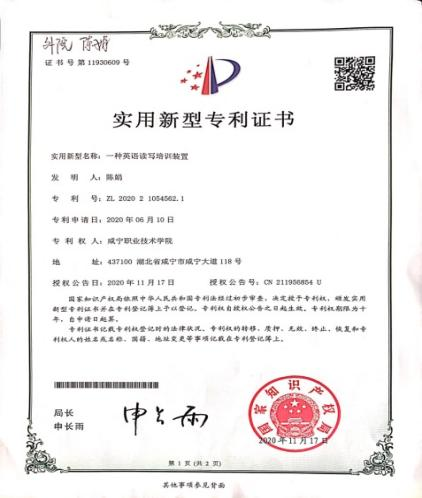 外院 陈娟
证书号第11930609号
实用新型专利证书
实用新型名称：一种英语读写培训装置
发明人：陈娟
专利号：ZL 2020 2 1054562.1
专利申请日：2020年06月10日
专利权人：咸宁职业技术学院
地址：437100 湖北省咸宁市咸宁大道118号
授权公告日：2020年11月17日 授权公告号：CN 211956854 U
国家知识产权局依照中华人民共和国专利法经过初步审查，决定授予专利权，颁发实用
新型专利证书并在专利登记簿上予以登记。专利权自授权公告之日起生效。专利权期限为十
年，自申请日起算。
专利证书记载专利权登记时的法律状况。专利权的转移、质押、无效、终止、恢复和专
利权人的姓名或名称、国籍、地址变更等事项记载在专利登记簿上。
局长
申长雨
申长雨
国家知识产权局
2020年11月17日
第1页(共2页)
其他事项参见背面